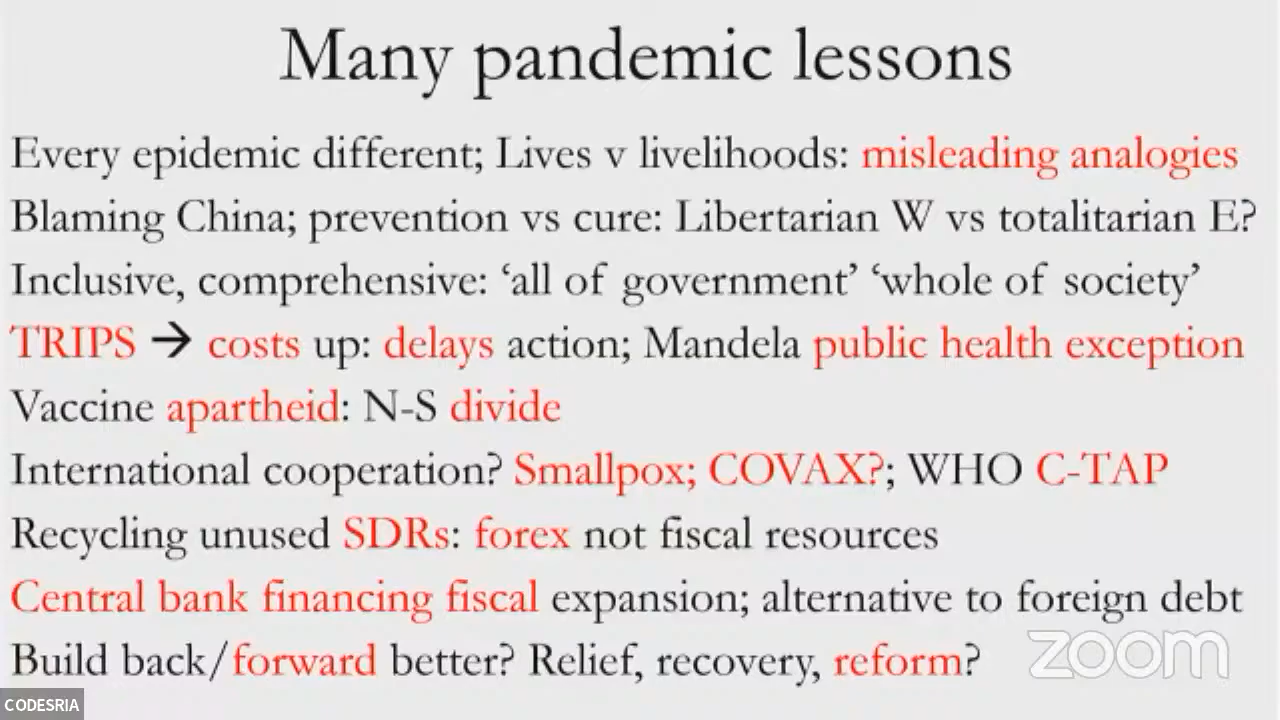 Many pandemic lessons
Every epidemic different; Lives v livelihoods: misleading analogies
Blaming China; prevention vs cure: Libertarian W vs totalitarian E?
Inclusive, comprehensive: ‘all of government’ ‘whole of society’
TRIPS → costs up: delays action; Mandela public health exception
Vaccine apartheid: N-S divide
International cooperation? Smallpox; COVAX?; WHO C-TAP
Recycling unused SDRs: forex not fiscal resources
Central bank financing fiscal expansion; alternative to foreign debt
Build back/forward better? Relief, recovery, reform?
zoom
CODESRIA